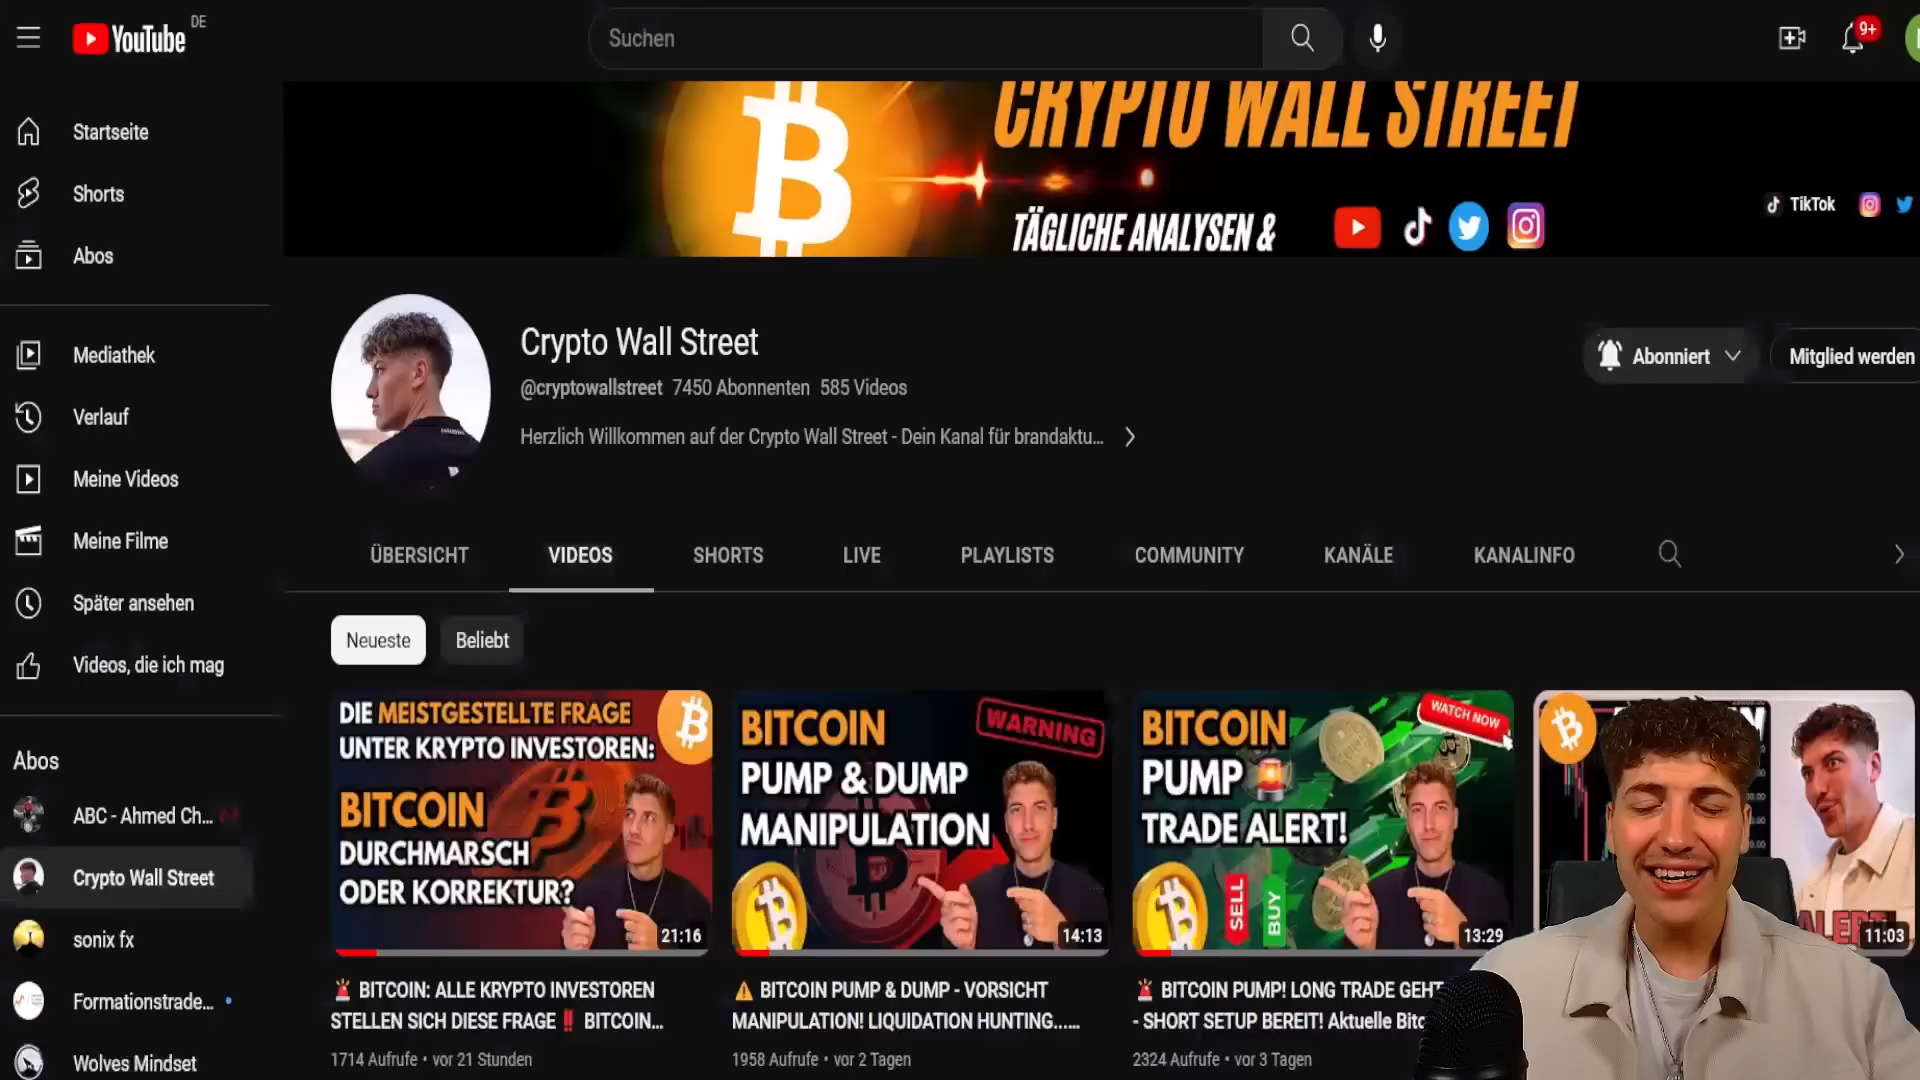 YouTube DE
Suchen
9+
Startseite
Shorts
Abos
Mediathek
Verlauf
Meine Videos
Meine Filme
Später ansehen
Videos, die ich mag
Abos
ABC - Ahmed Ch...
Crypto Wall Street
sonix fx
Formationstrade...
Wolves Mindset
CRYPTO WALL STREET
TÄGLICHE ANALYSEN &
TikTok
Crypto Wall Street
@cryptowallstreet 7450 Abonnenten 585 Videos
Herzlich Willkommen auf der Crypto Wall Street - Dein Kanal für brandaktu...
Abonniert
Mitglied werden
ÜBERSICHT VIDEOS SHORTS LIVE PLAYLISTS COMMUNITY KANÄLE KANALINFO
Neueste Beliebt
DIE MEISTGESTELLTE FRAGE
UNTER KRYPTO INVESTOREN:
BITCOIN
DURCHMARSCH
ODER KORREKTUR?
21:16
🚨 BITCOIN: ALLE KRYPTO INVESTOREN
STELLEN SICH DIESE FRAGE ‼️ BITCOIN...
1714 Aufrufe • vor 21 Stunden
WARNING
BITCOIN
PUMP & DUMP
MANIPULATION
14:13
⚠️ BITCOIN PUMP & DUMP - VORSICHT
MANIPULATION! LIQUIDATION HUNTING......
1958 Aufrufe • vor 2 Tagen
WATCH NOW
BITCOIN
PUMP 🚨
TRADE ALERT!
SELL
BUY
13:29
🚨 BITCOIN PUMP! LONG TRADE GEHT
- SHORT SETUP BEREIT! Aktuelle Bitc
2324 Aufrufe • vor 3 Tagen
ALERT
11:03